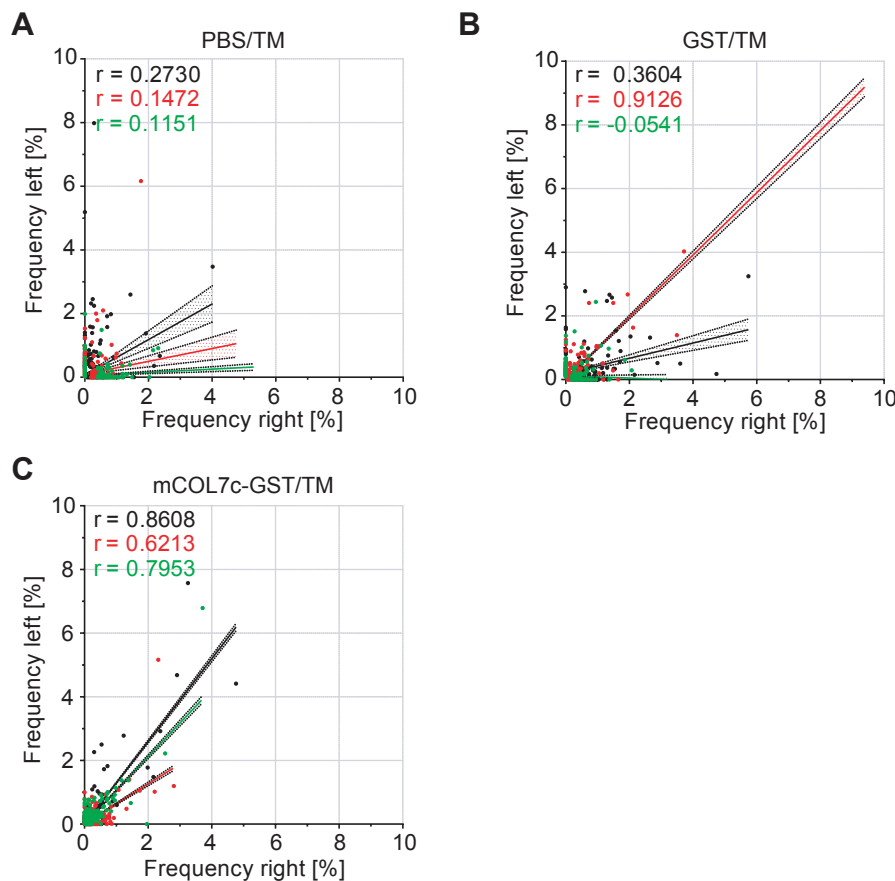 A
PBS/TM
10
8
6
4
2
0
r = 0.2730
r = 0.1472
r = 0.1151
Frequency left [%]
0 2 4 6 8 10
Frequency right [%]
B
GST/TM
10
8
6
4
2
0
r = 0.3604
r = 0.9126
r = -0.0541
Frequency left [%]
0 2 4 6 8 10
Frequency right [%]
C
mCOL7c-GST/TM
10
8
6
4
2
0
r = 0.8608
r = 0.6213
r = 0.7953
Frequency left [%]
0 2 4 6 8 10
Frequency right [%]